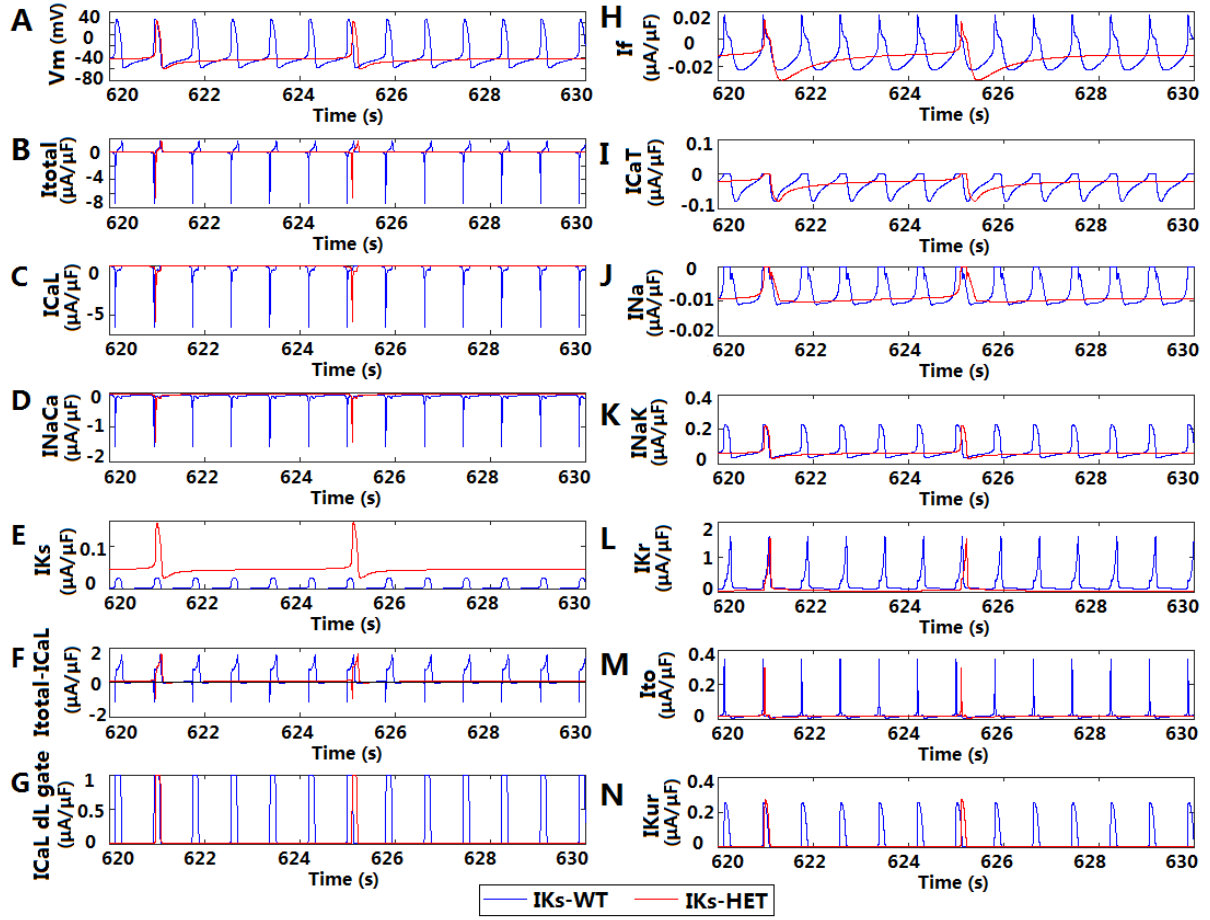 A
Vm (mV)
40
0
-40
-80
620 622 624 626 628 630
Time (s)
B
Itotal
(µA/µF)
0
-4
-8
620 622 624 626 628 630
Time (s)
C
ICaL
(µA/µF)
0
-5
620 622 624 626 628 630
Time (s)
D
INaCa
(µA/µF)
0
-1
-2
620 622 624 626 628 630
Time (s)
E
IKs
(µA/µF)
0.1
0
620 622 624 626 628 630
Time (s)
F
Itotal-ICaL
(µA/µF)
2
0
-2
620 622 624 626 628 630
Time (s)
G
ICaL dL gate
(µA/µF)
1
0.5
0
620 622 624 626 628 630
Time (s)
H
If
(µA/µF)
0.02
0
-0.02
620 622 624 626 628 630
Time (s)
I
ICaT
(µA/µF)
0.1
0
-0.1
620 622 624 626 628 630
Time (s)
J
INa
(µA/µF)
0
-0.01
-0.02
620 622 624 626 628 630
Time (s)
K
INaK
(µA/µF)
0.4
0.2
0
620 622 624 626 628 630
Time (s)
L
IKr
(µA/µF)
2
1
0
620 622 624 626 628 630
Time (s)
M
Ito
(µA/µF)
0.4
0.2
0
620 622 624 626 628 630
Time (s)
N
IKur
(µA/µF)
0.4
0.2
0
620 622 624 626 628 630
Time (s)
IKs-WT IKs-HET